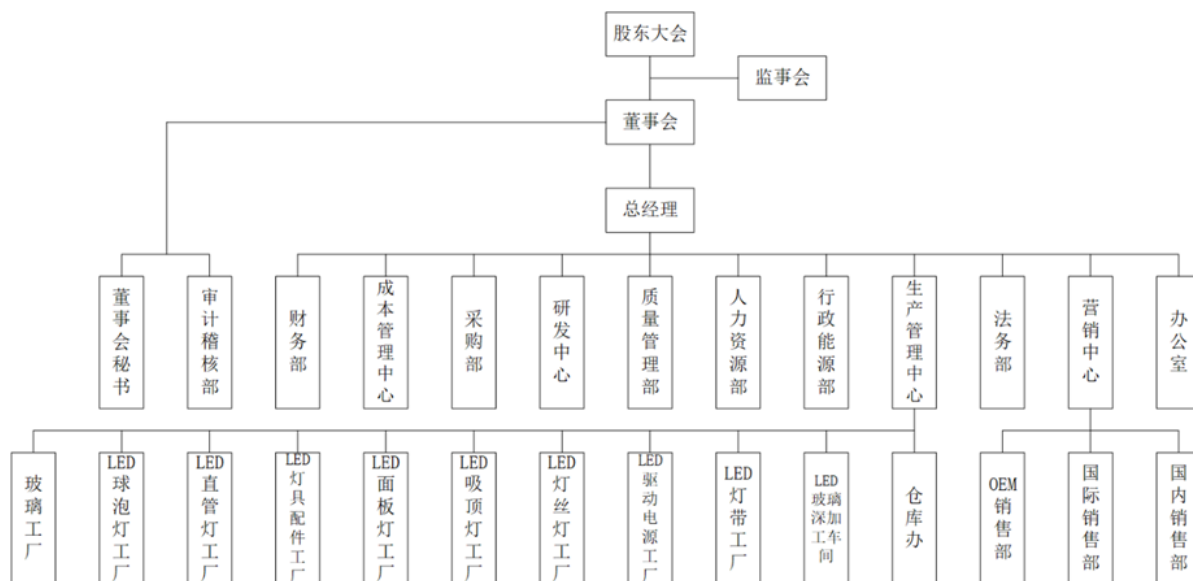 股东大会
监事会
董事会
总经理
董事会秘书
审计稽核部
财务部
成本管理中心
采购部
研发中心
质量管理部
人力资源部
行政能源部
生产管理中心
法务部
营销中心
办公室
玻璃工厂
LED球泡灯工厂
LED直管灯工厂
LED灯具配件工厂
LED面板灯工厂
LED吸顶灯工厂
LED灯丝灯工厂
LED驱动电源工厂
LED灯带工厂
LED玻璃深加工车间
仓库办
OEM销售部
国际销售部
国内销售部